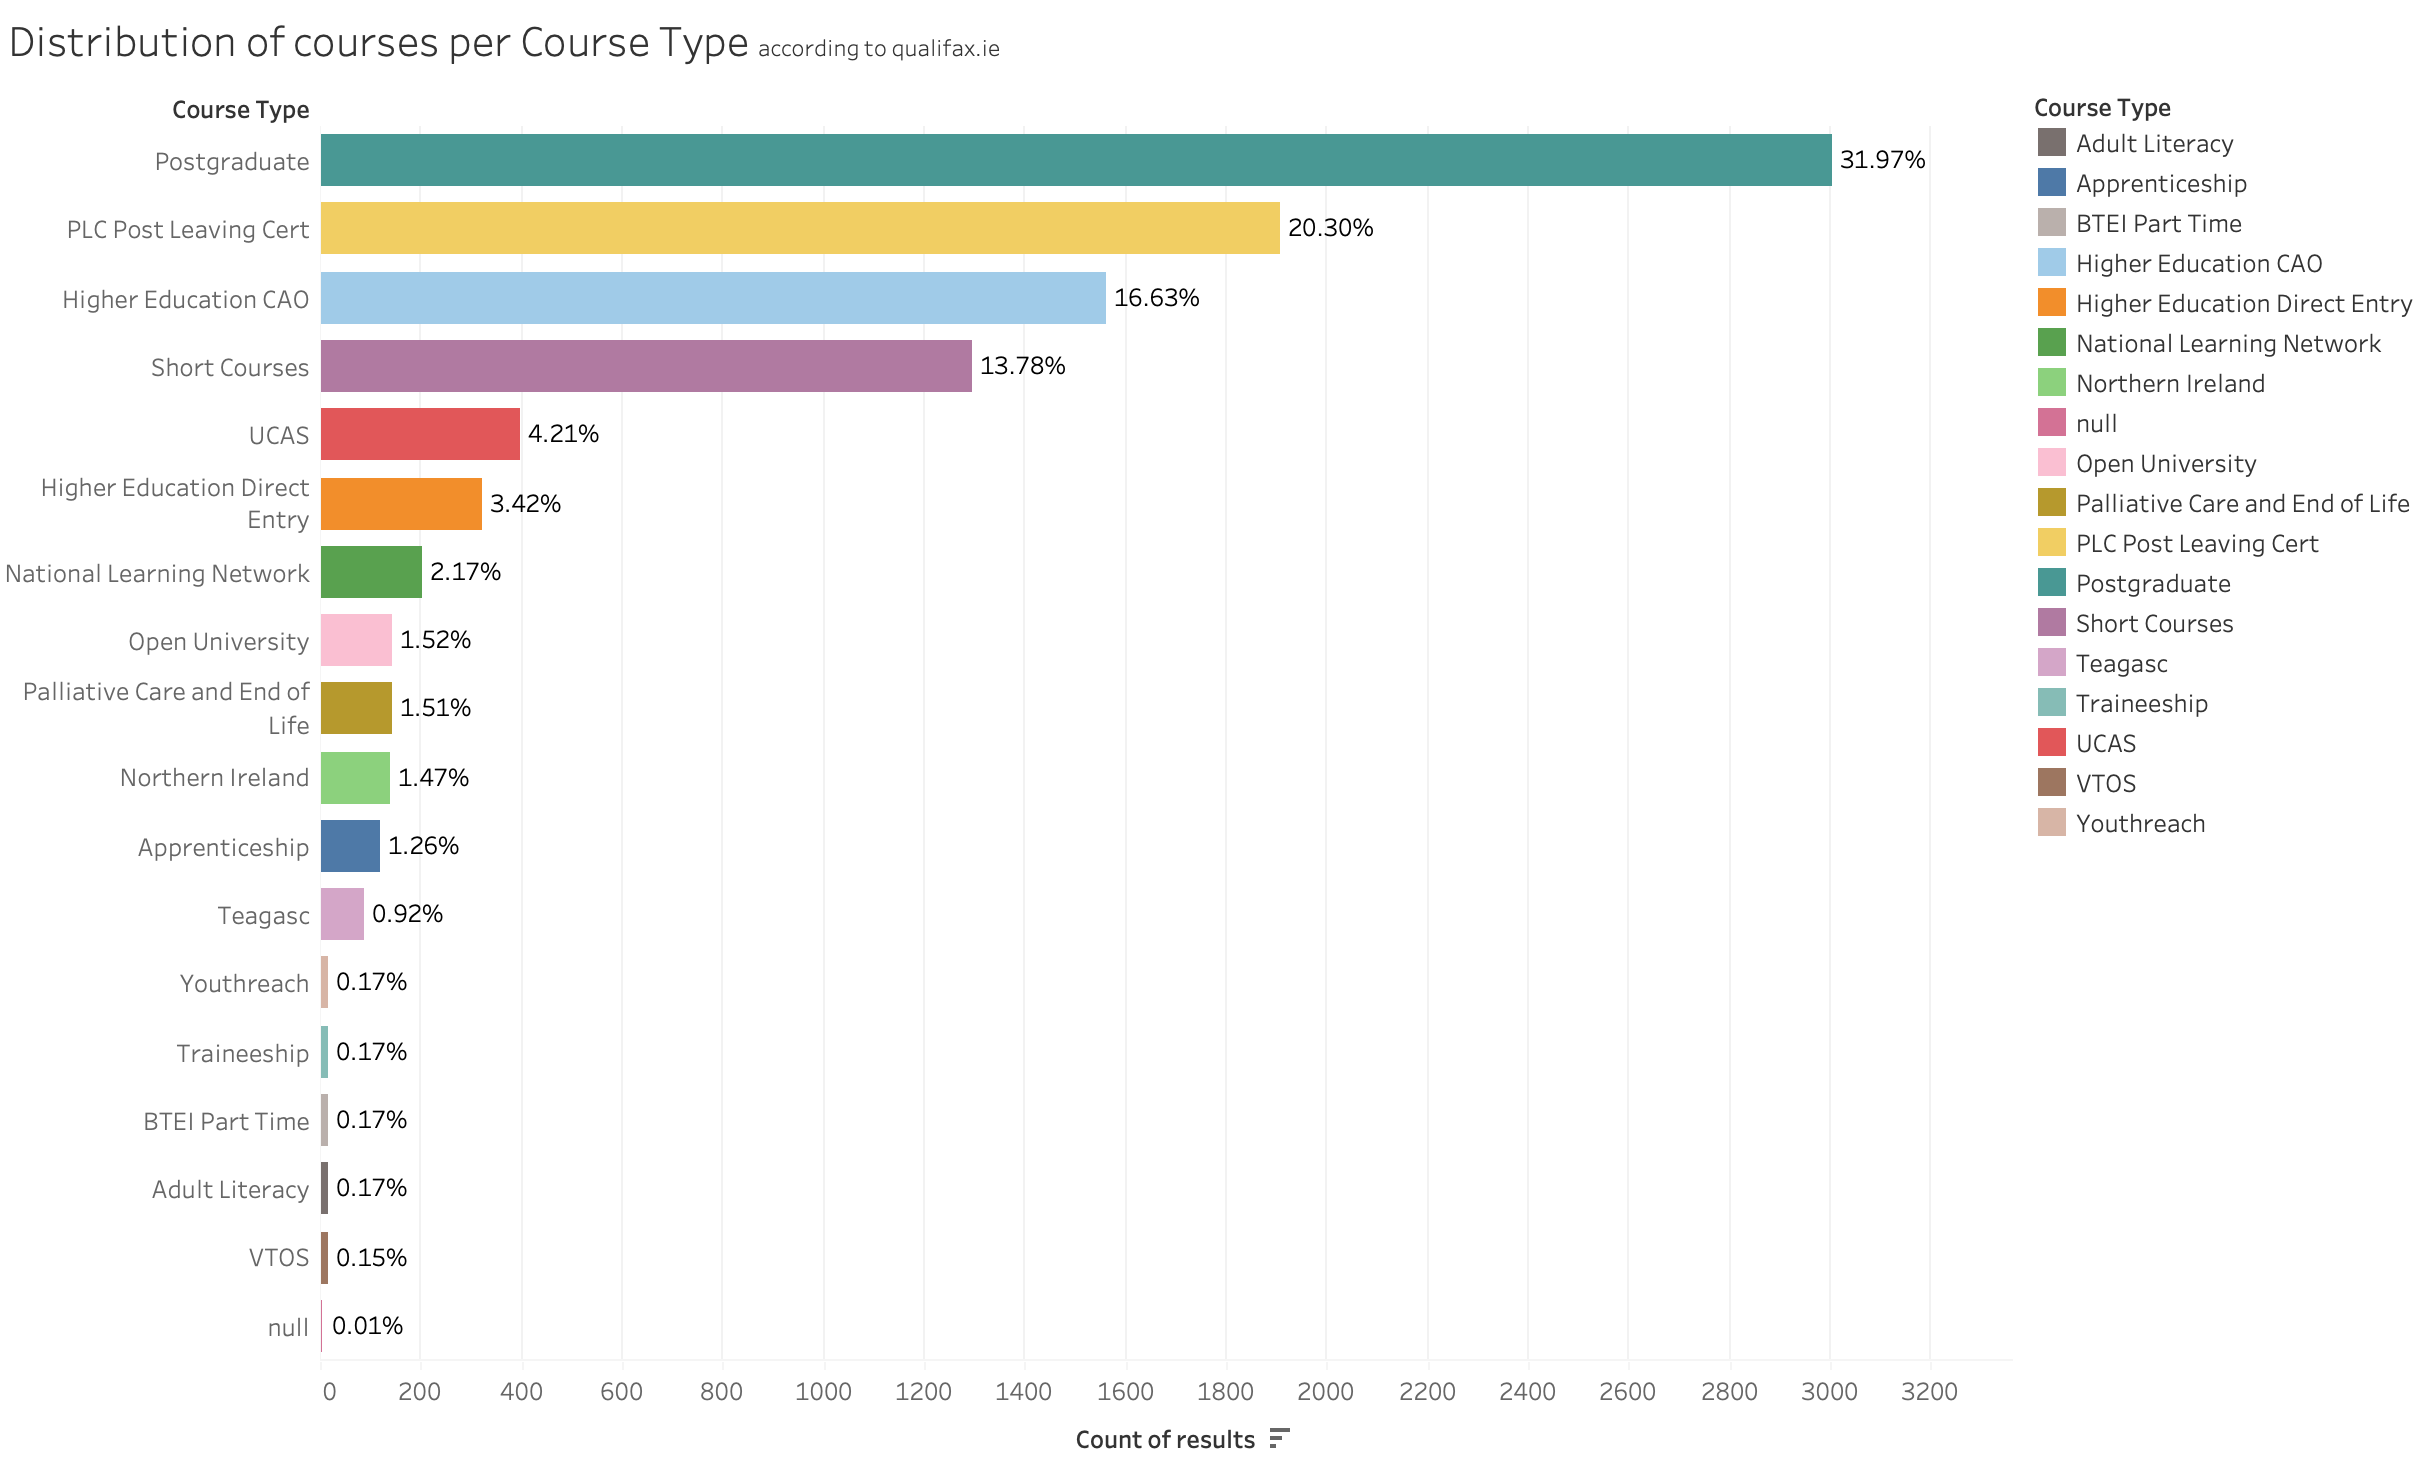 Distribution of courses per Course Type according to qualifax.ie
Course Type
Postgraduate
31.97%
PLC Post Leaving Cert
20.30%
Higher Education CAO
16.63%
Short Courses
13.78%
UCAS
4.21%
Higher Education Direct
Entry
3.42%
National Learning Network
2.17%
Open University
1.52%
Palliative Care and End of
Life
1.51%
Northern Ireland
1.47%
Apprenticeship
1.26%
Teagasc
0.92%
Youthreach
0.17%
Traineeship
0.17%
BTEI Part Time
0.17%
Adult Literacy
0.17%
VTOS
0.15%
null
0.01%
0 200 400 600 800 1000 1200 1400 1600 1800 2000 2200 2400 2600 2800 3000 3200
Count of results
Course Type
Adult Literacy
Apprenticeship
BTEI Part Time
Higher Education CAO
Higher Education Direct Entry
National Learning Network
Northern Ireland
null
Open University
Palliative Care and End of Life
PLC Post Leaving Cert
Postgraduate
Short Courses
Teagasc
Traineeship
UCAS
VTOS
Youthreach